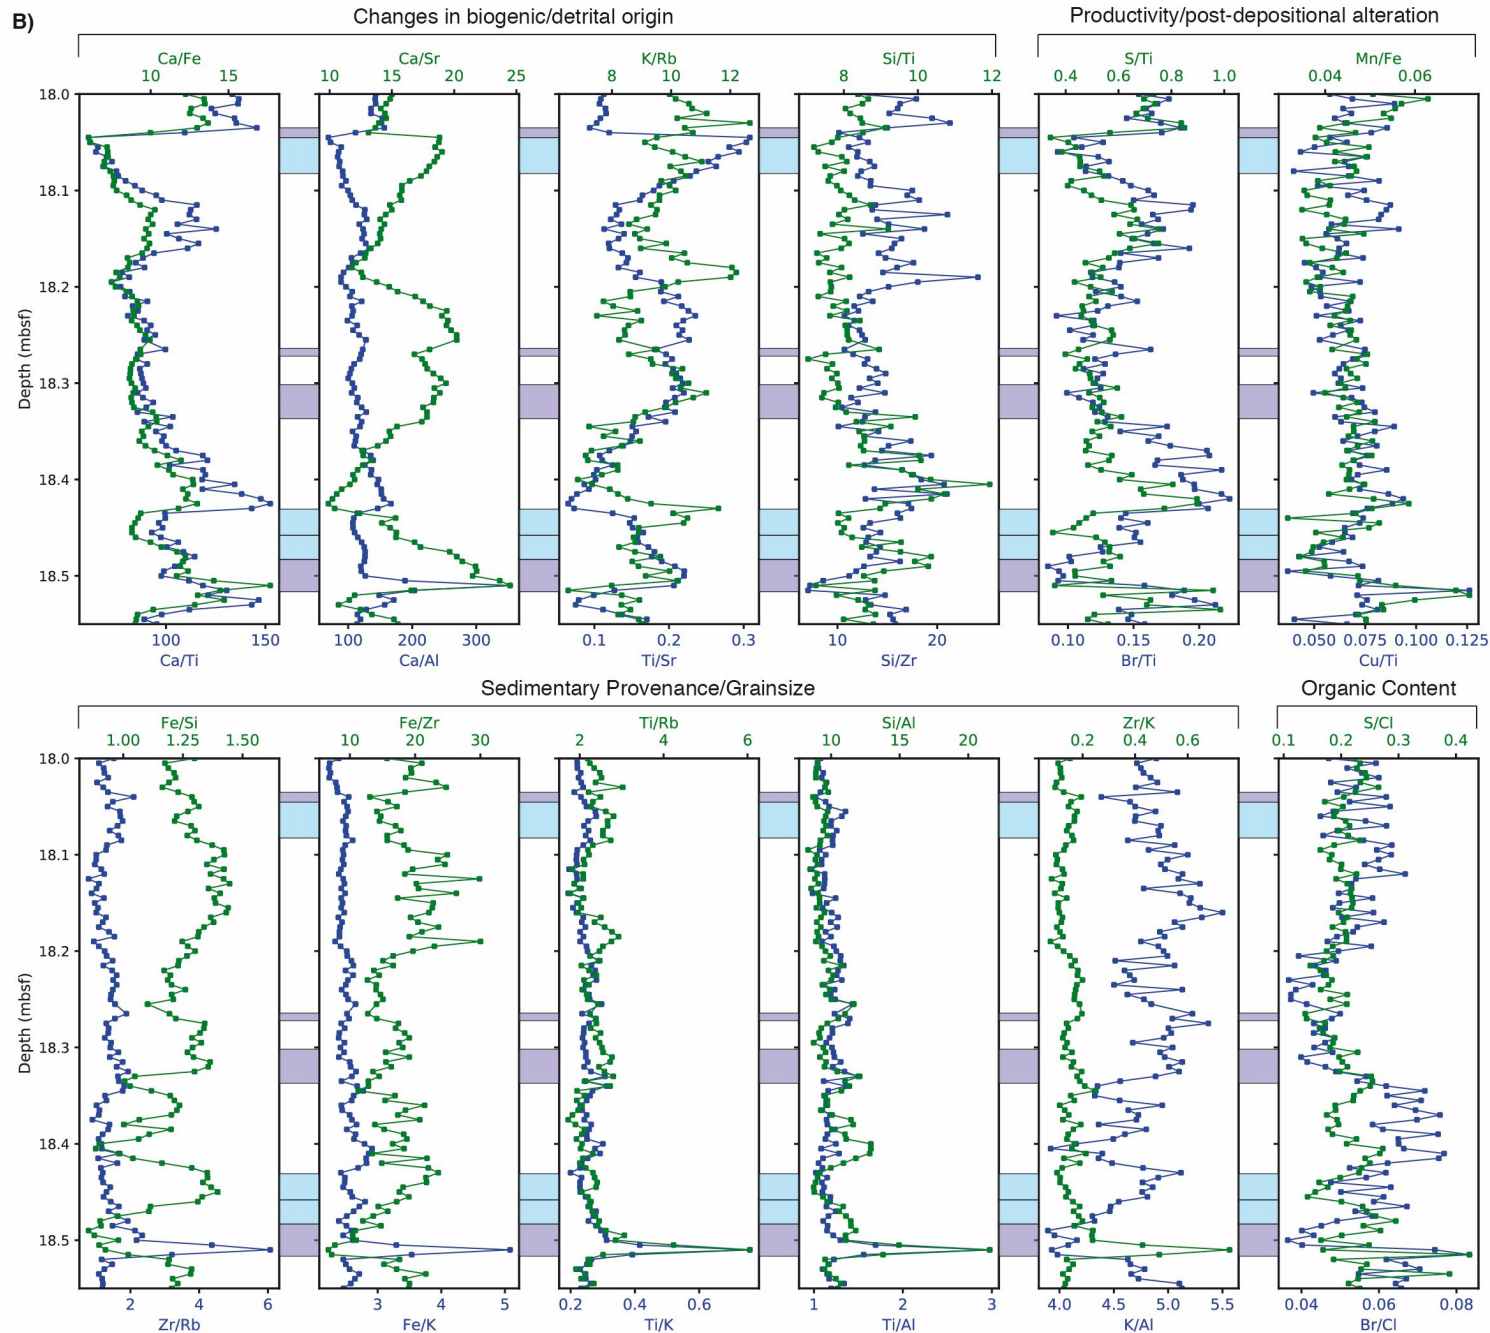 B)
Changes in biogenic/detrital origin
Productivity/post-depositional alteration
Ca/Fe
Ca/Sr
K/Rb
Si/Ti
S/Ti
Mn/Fe
10 15
10 15 20 25
8 10 12
8 10 12
0.4 0.6 0.8 1.0
0.04 0.06
18.0
18.1
18.2
18.3
18.4
18.5
Depth (mbsf)
100 150
100 200 300
0.1 0.2 0.3
10 20
0.10 0.15 0.20
0.050 0.075 0.100 0.125
Ca/Ti
Ca/Al
Ti/Sr
Si/Zr
Br/Ti
Cu/Ti
Sedimentary Provenance/Grainsize
Organic Content
Fe/Si
Fe/Zr
Ti/Rb
Si/Al
Zr/K
S/Cl
1.00 1.25 1.50
10 20 30
2 4 6
10 15 20
0.2 0.4 0.6
0.1 0.2 0.3 0.4
18.0
18.1
18.2
18.3
18.4
18.5
Depth (mbsf)
2 4 6
3 4 5
0.2 0.4 0.6
1 2 3
4.0 4.5 5.0 5.5
0.04 0.06 0.08
Zr/Rb
Fe/K
Ti/K
Ti/Al
K/Al
Br/Cl